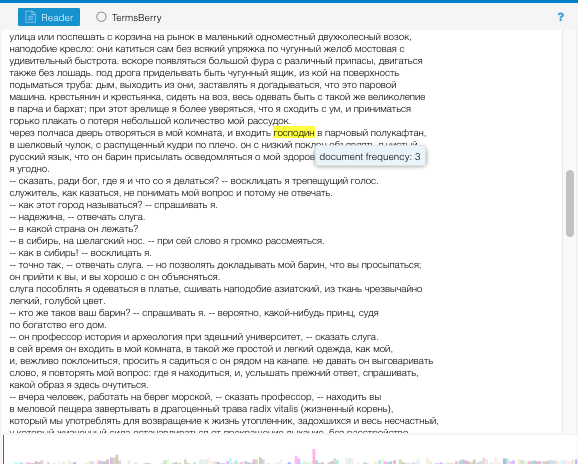 Reader TermsBerry ?
улица или поспешать с корзина на рынок в маленький одноместный двухколесный возок,
наподобие кресло: они катиться сам без всякий упряжка по чугунный желоб мостовая с
удивительный быстрота. вскоре появляться большой фура с различный припасы, двигаться
также без лошадь. под дрога приделывать быть чугунный ящик, из кой на поверхность
подыматься труба: дым, выходить из они, заставлять я догадываться, что это паровой
машина. крестьянин и крестьянка, сидеть на воз, весь одевать быть с такой же великолепие
в парча и бархат; при этот зрелище я более уверяться, что я сходить с ум, и приниматься
горько плакать о потеря небольшой количество мой рассудок.
через полчаса дверь отворяться в мой комната, и входить господин в парчовый полукафтан,
в шелковый чулок, с распущенный кудри по плечо. он с низкий
русский язык, что он барин присылать осведомляться о мой
document frequency: 3
я угодно.
-- сказать, ради бог, где я и что со я делаться? -- восклицать я трепещущий голос.
служитель, как казаться, не понимать мой вопрос и потому не отвечать.
-- как этот город называться? -- спрашивать я.
-- надежина, -- отвечать слуга.
-- в какой страна он лежать?
-- в сибирь, на шелагский нос. -- при сей слово я громко рассмеяться.
-- как в сибирь! -- восклицать я.
-- точно так, -- отвечать слуга. -- но позволять докладывать мой барин, что вы просыпаться;
он прийти к вы, и вы хорошо с он объясняться.
слуга пособлять я одеваться в платье, сшивать наподобие азиатский, из ткань чрезвычайно
легкий, голубой цвет.
-- кто же таков ваш барин? -- спрашивать я. -- вероятно, какой-нибудь принц, судя
по богатство его дом.
-- он профессор история и археология при здешний университет, -- сказать слуга.
в сей время он входить в мой комната, в такой же простой и легкий одежда, как мой,
и, вежливо поклониться, просить я садиться с он рядом на канапе. не давать он выговаривать
слово, я повторять мой вопрос: где я находиться, и, услышать прежний ответ, спрашивать,
какой образ я здесь очутиться.
-- вчера человек, работать на берег морской, -- сказать профессор, -- находить вы
в меловой пещера завертывать в драгоценный трава radix vitalis (жизненный корень),
который мы употреблять для возвращение к жизнь утопленник, задохшихся и весь несчастный,
у который жизненный сила останавливаться от прекращение дыхание, без расстройство